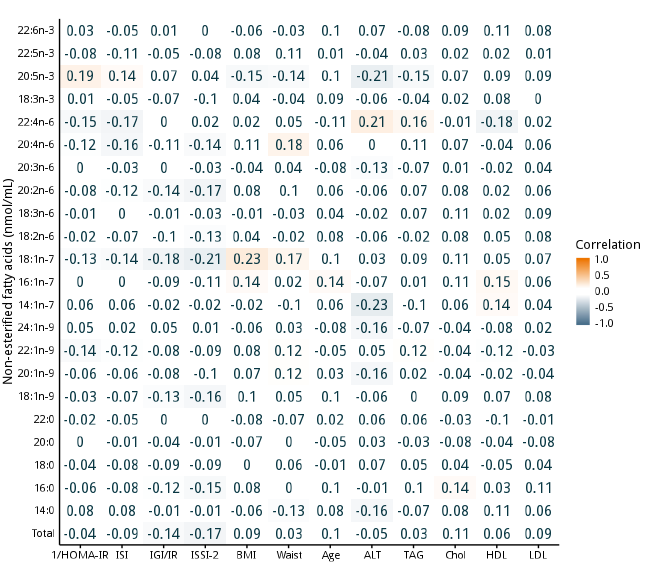 22:6n-3 0.03 -0.05 0.01 0 -0.06 -0.03 0.1 0.07 -0.08 -0.04 0.11 0.08
22:5n-3 -0.08 -0.11 -0.05 -0.08 0.08 0.11 0.01 -0.04 0.03 0.02 0.02 0.01
20:5n-3 0.19 0.14 0.07 0.04 -0.15 -0.14 0.1 -0.21 -0.15 0.07 0.09 0.09
18:3n-3 0.01 -0.05 -0.07 -0.1 0.04 -0.04 0.09 -0.06 -0.04 0.02 0.08 0
22:4n-6 -0.15 -0.17 0 0.02 0.02 0.05 -0.11 0.21 0.16 -0.01 -0.18 0.02
20:4n-6 -0.12 -0.16 -0.11 -0.14 0.11 0.18 0.06 0 0.11 0.07 -0.04 0.06
20:3n-6 0 -0.03 0 -0.03 -0.04 0.04 -0.08 -0.13 -0.07 0.01 -0.02 0.04
20:2n-6 -0.08 -0.12 -0.14 -0.17 0.08 0.1 0.06 -0.06 0.07 0.08 0.02 0.06
18:3n-6 -0.01 0 -0.01 -0.03 -0.01 -0.03 0.04 -0.02 0.07 0.11 0.02 0.09
18:2n-6 -0.02 -0.07 -0.1 -0.13 0.04 -0.02 0.08 -0.06 -0.02 0.08 0.05 0.08
18:1n-7 -0.13 -0.14 -0.18 -0.21 0.23 0.17 0.1 0.03 0.09 0.11 0.05 0.07
16:1n-7 0 0 -0.09 -0.11 0.14 0.02 0.14 -0.07 0.01 0.11 0.15 0.06
14:1n-7 0.06 0.06 -0.02 -0.02 -0.02 -0.1 0.06 -0.23 -0.1 0.06 0.14 0.04
24:1n-9 0.05 0.02 0.05 0.01 -0.06 0.03 -0.08 -0.16 -0.07 -0.04 -0.08 0.02
22:1n-9 -0.14 -0.12 -0.08 -0.09 0.08 0.12 -0.05 0.05 0.12 -0.04 -0.12 -0.03
20:1n-9 -0.06 -0.06 -0.08 -0.1 0.07 0.12 0.03 -0.16 0.02 -0.04 -0.02 -0.04
18:1n-9 -0.03 -0.07 -0.13 -0.16 0.1 0.05 0.1 -0.06 0 0.09 0.07 0.08
22:0 -0.02 -0.05 0 0 -0.08 -0.07 0.02 0.06 0.06 -0.03 -0.1 -0.01
20:0 0 -0.01 -0.04 -0.01 -0.07 0 -0.05 0.03 -0.03 -0.08 -0.04 -0.08
18:0 -0.04 -0.08 -0.09 -0.09 0 0.06 -0.01 0.07 0.05 0.04 -0.05 0.04
16:0 -0.06 -0.08 -0.12 -0.15 0.08 0 0.1 -0.01 0.1 0.14 0.03 0.11
14:0 0.08 0.08 -0.01 -0.01 -0.06 -0.13 0.08 -0.16 -0.07 0.08 0.11 0.06
Total -0.04 -0.09 -0.14 -0.17 0.09 0.03 0.1 -0.05 0.03 0.11 0.06 0.09
1/HOMA-IR ISI IGI/IR ISSI-2 BMI Waist Age ALT TAG Chol HDL LDL
Non-esterified fatty acids (nmol/mL)
Correlation
1.0
0.5
0.0
-0.5
-1.0